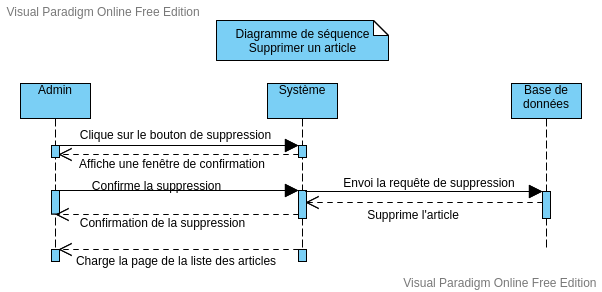 Visual Paradigm Online Free Edition
Diagramme de séquence
Supprimer un article
Admin
Système
Base de
données
Clique sur le bouton de suppression
Affiche une fenêtre de confirmation
Confirme la suppression
Envoi la requête de suppression
Supprime l'article
Confirmation de la suppression
Charge la page de la liste des articles
Visual Paradigm Online Free Edition